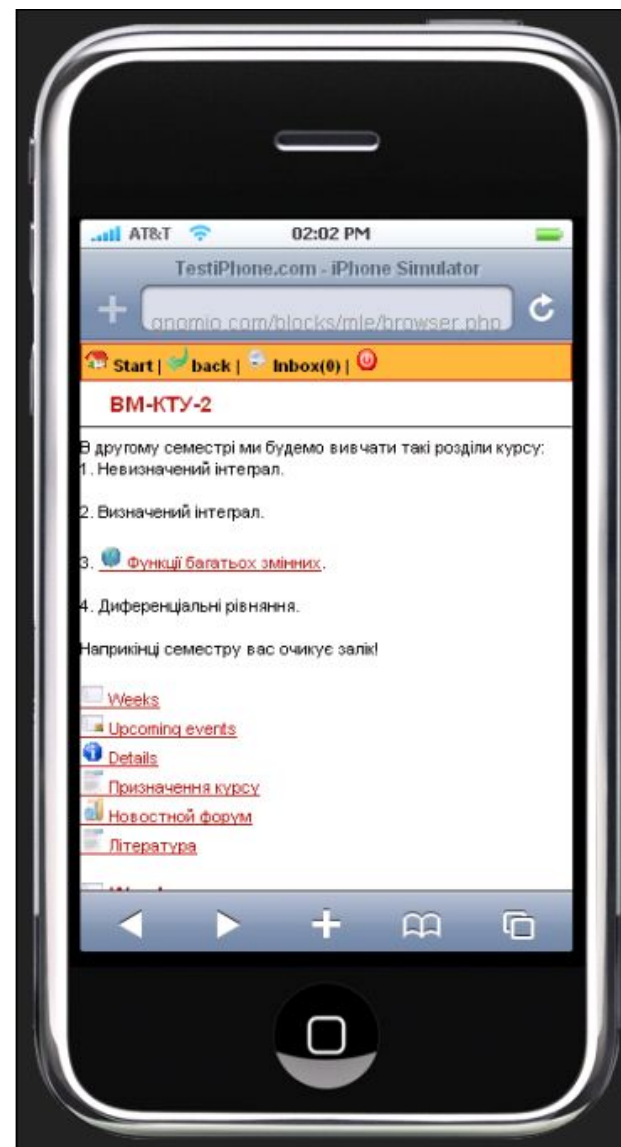 AT&T 02:02 PM
TestiPhone.com - iPhone Simulator
gnomio.com/blocks/mle/browser.php
Start | back | Inbox(0) |
ВМ-КТУ-2
В другому семестрі ми будемо вивчати такі розділи курсу:
1. Невизначений інтеграл.
2. Визначений інтеграл.
3. Функції багатьох змінних.
4. Диференціальні рівняння.
Наприкінці семестру вас очикує залік!
Weeks
Upcoming events
Details
Призначення курсу
Новостной форум
Література